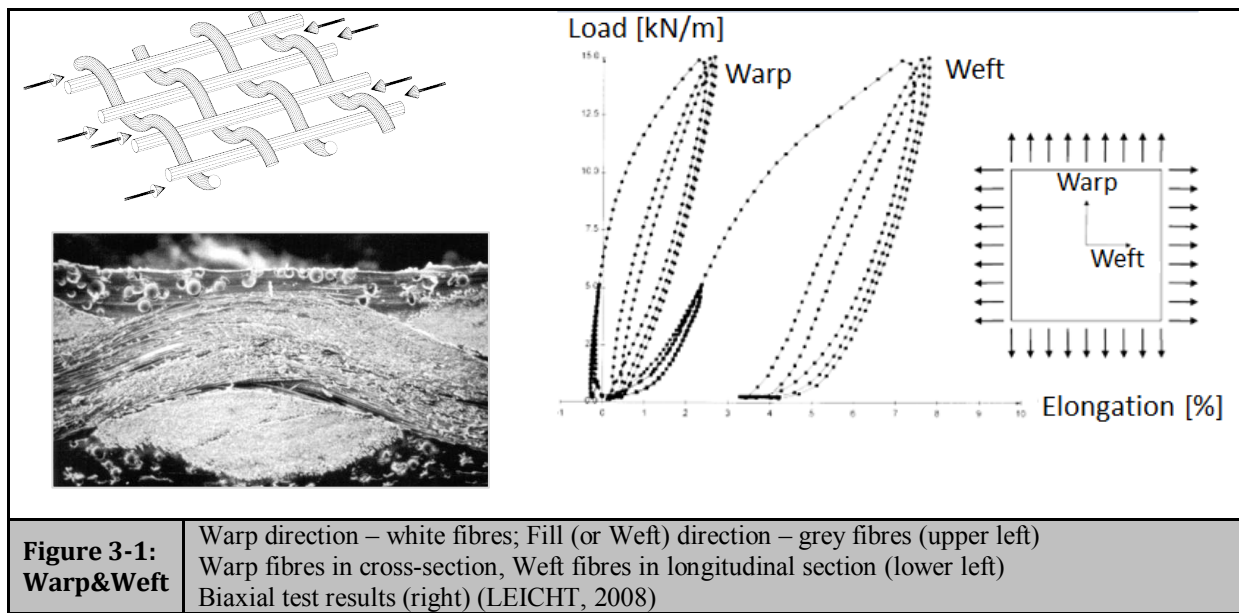 Load [kN/m]
15.0
Warp
Weft
12.5
10.0
7.5
5.0
2.5
0.0
-1
0
1
2
3
4
5
6
7
8
9
10
Elongation [%]
Warp
Weft
Figure 3-1:
Warp&Weft
Warp direction – white fibres; Fill (or Weft) direction – grey fibres (upper left)
Warp fibres in cross-section, Weft fibres in longitudinal section (lower left)
Biaxial test results (right) (LEICHT, 2008)